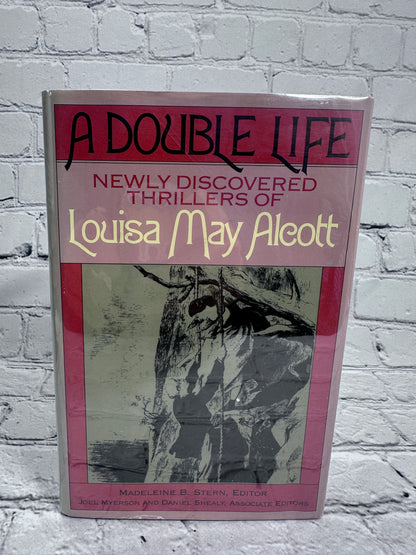 A DOUBLE LIFE
NEWLY DISCOVERED
THRILLERS OF
Louisa May Alcott
MADELEINE B. STERN, EDITOR
JOEL MYERSON AND DANIEL SHEALY, ASSOCIATE EDITORS